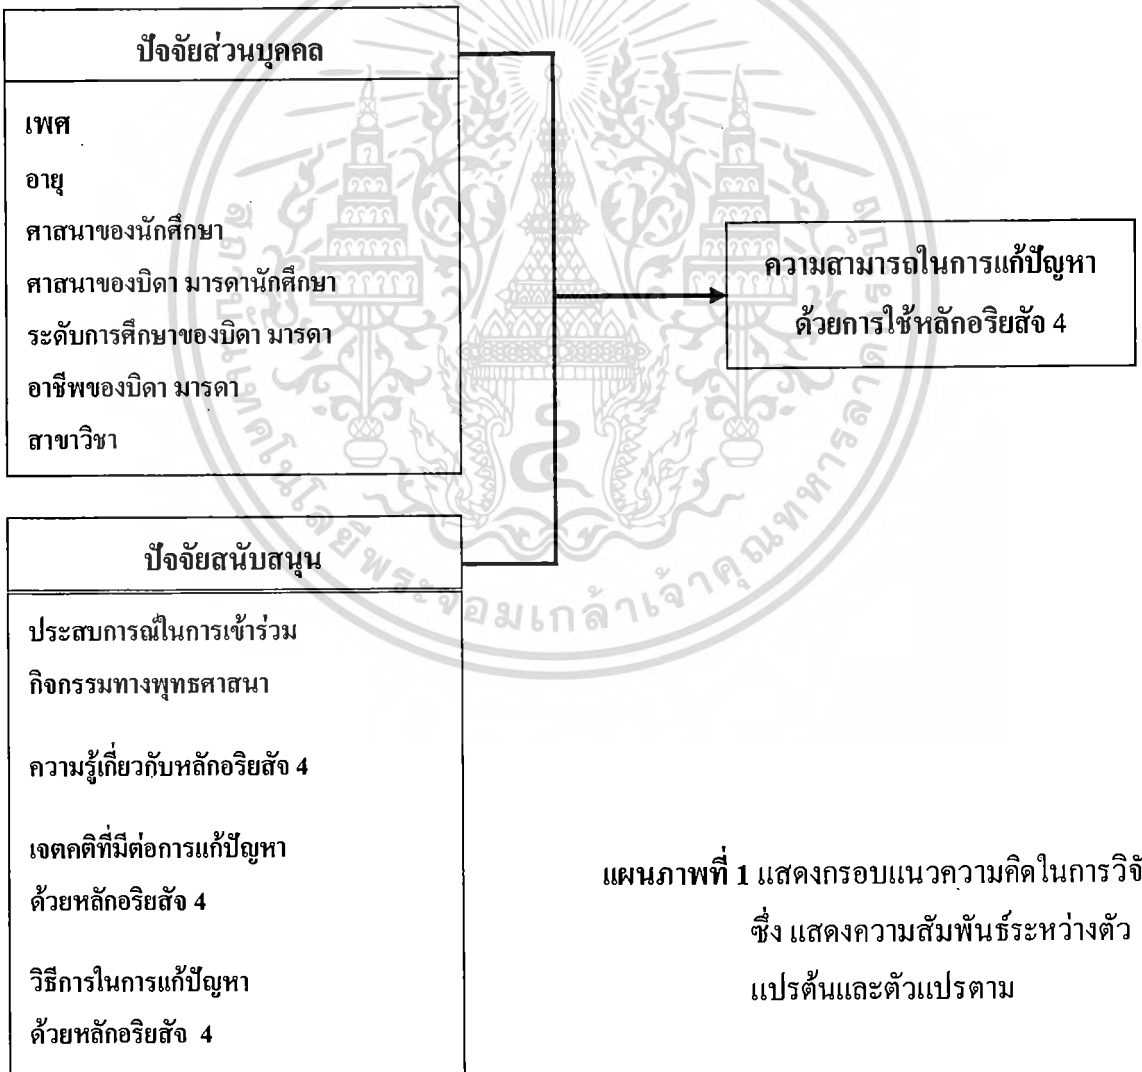 ปัจจัยส่วนบุคคล
เพศ
อายุ
ศาสนาของนักศึกษา
ศาสนาของบิดา มารดานักศึกษา
ระดับการศึกษาของบิดา มารดา
อาชีพของบิดา มารดา
สาขาวิชา
ความสามารถในการแก้ปัญหา
ด้วยการใช้หลักอริยสัจ 4
ปัจจัยสนับสนุน
ประสบการณ์ในการเข้าร่วม
กิจกรรมทางพุทธศาสนา
ความรู้เกี่ยวกับหลักอริยสัจ 4
เจตคติที่มีต่อการแก้ปัญหา
ด้วยหลักอริยสัจ 4
วิธีการในการแก้ปัญหา
ด้วยหลักอริยสัจ 4
แผนภาพที่ 1 แสดงกรอบแนวความคิดในการวิจั
ซึ่ง แสดงความสัมพันธ์ระหว่างตัว
แปรต้นและตัวแปรตาม